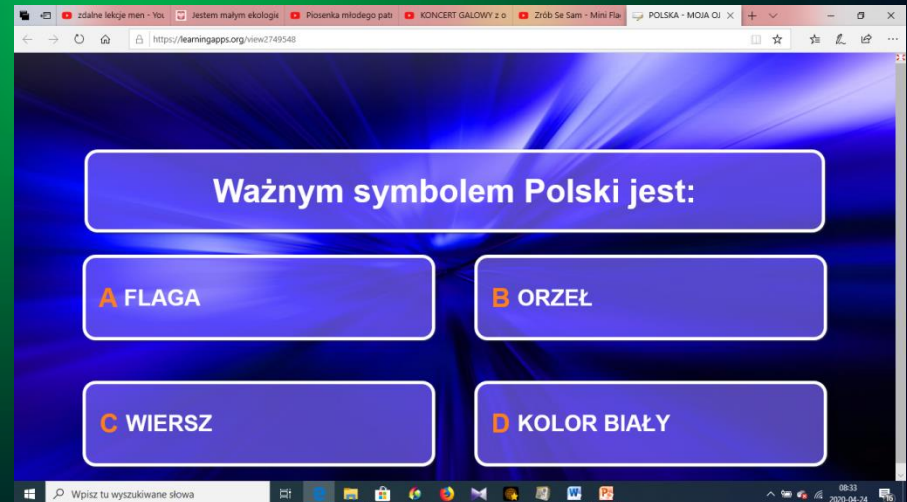 zdalne lekcje men - You
Jestem małym ekologie
Piosenka młodego patr
KONCERT GALOWY z o
Zrób Se Sam - Mini Fla
POLSKA - MOJA OJ
https://learningapps.org/view2749548
Ważnym symbolem Polski jest:
A FLAGA
B ORZEŁ
C WIERSZ
D KOLOR BIAŁY
Wpisz tu wyszukiwane słowa
08:33
2020-04-24